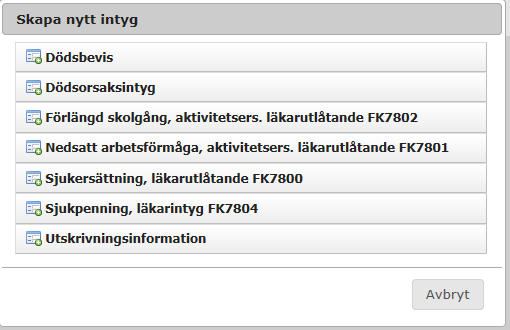 Skapa nytt intyg
Dödsbevis
Dödsorsaksintyg
Förlängd skolgång, aktivitetsers. läkarutlåtande FK7802
Nedsatt arbetsförmåga, aktivitetsers. läkarutlåtande FK7801
Sjukersättning, läkarutlåtande FK7800
Sjukpenning, läkarintyg FK7804
Utskrivningsinformation
Avbryt